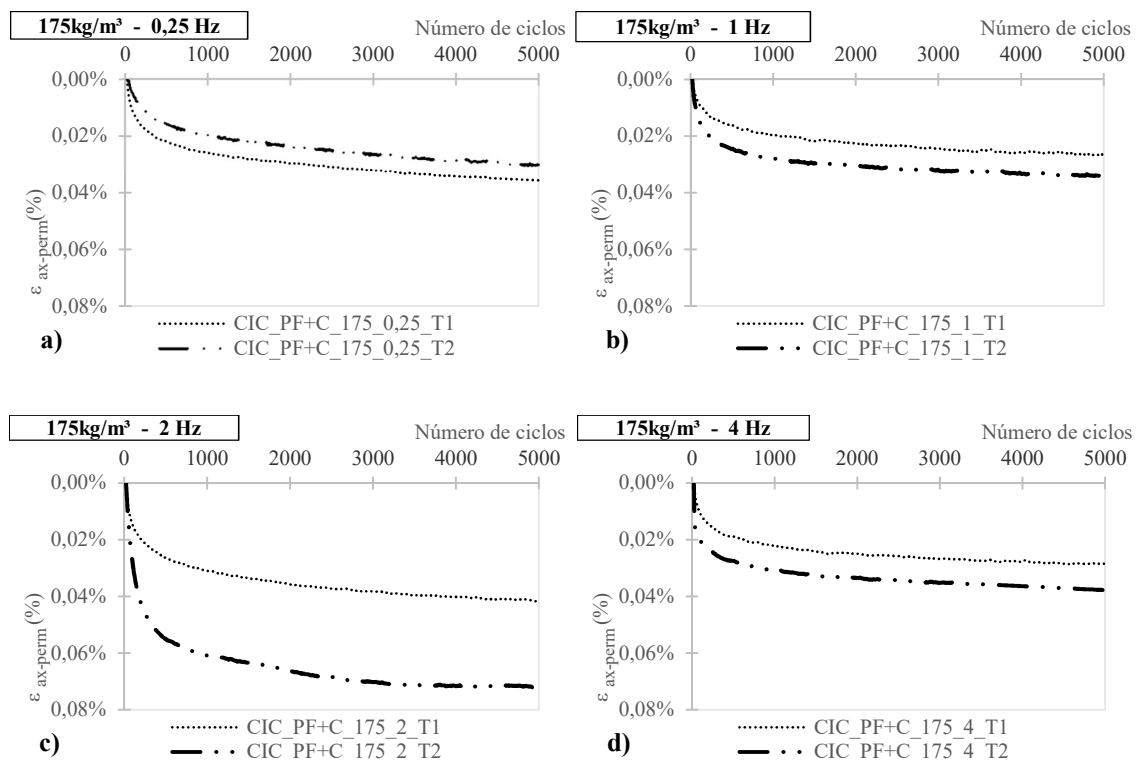 175kg/m³ - 0,25 Hz
Número de ciclos
0 1000 2000 3000 4000 5000
0,00%
0,02%
0,04%
0,06%
0,08%
ε ax-perm(%)
a)
CIC_PF+C_175_0,25_T1
CIC_PF+C_175_0,25_T2
175kg/m³ - 1 Hz
Número de ciclos
0 1000 2000 3000 4000 5000
0,00%
0,02%
0,04%
0,06%
0,08%
ε ax-perm(%)
b)
CIC_PF+C_175_1_T1
CIC_PF+C_175_1_T2
175kg/m³ - 2 Hz
Número de ciclos
0 1000 2000 3000 4000 5000
0,00%
0,02%
0,04%
0,06%
0,08%
ε ax-perm(%)
c)
CIC_PF+C_175_2_T1
CIC_PF+C_175_2_T2
175kg/m³ - 4 Hz
Número de ciclos
0 1000 2000 3000 4000 5000
0,00%
0,02%
0,04%
0,06%
0,08%
ε ax-perm(%)
d)
CIC_PF+C_175_4_T1
CIC_PF+C_175_4_T2